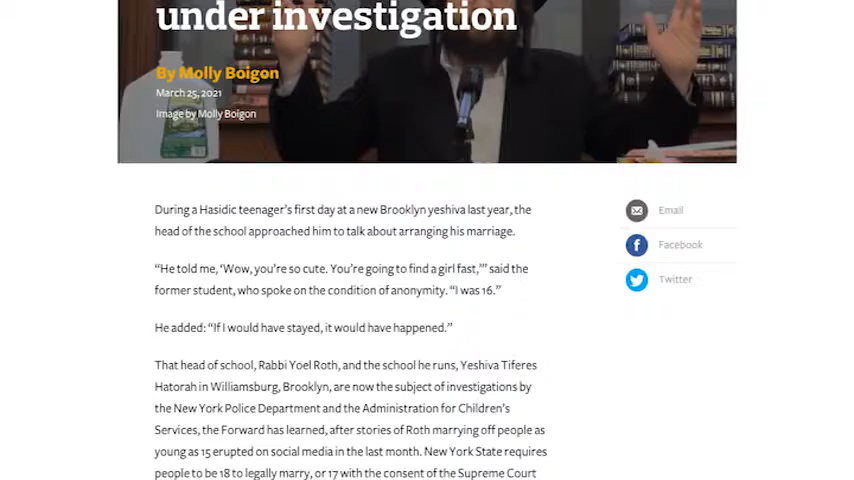 under investigation
By Molly Boigon
March 25, 2021
Image by Molly Boigon
During a Hasidic teenager's first day at a new Brooklyn yeshiva last year, the
head of the school approached him to talk about arranging his marriage.
“He told me, ‘Wow, you're so cute. You're going to find a girl fast,’” said the
former student, who spoke on the condition of anonymity. “I was 16.”
He added: “If I would have stayed, it would have happened.”
That head of school, Rabbi Yoel Roth, and the school he runs, Yeshiva Tiferes
Hatorah in Williamsburg, Brooklyn, are now the subject of investigations by
the New York Police Department and the Administration for Children's
Services, the Forward has learned, after stories of Roth marrying off people as
young as 15 erupted on social media in the last month. New York State requires
people to be 18 to legally marry, or 17 with the consent of the Supreme Court
Email
Facebook
Twitter